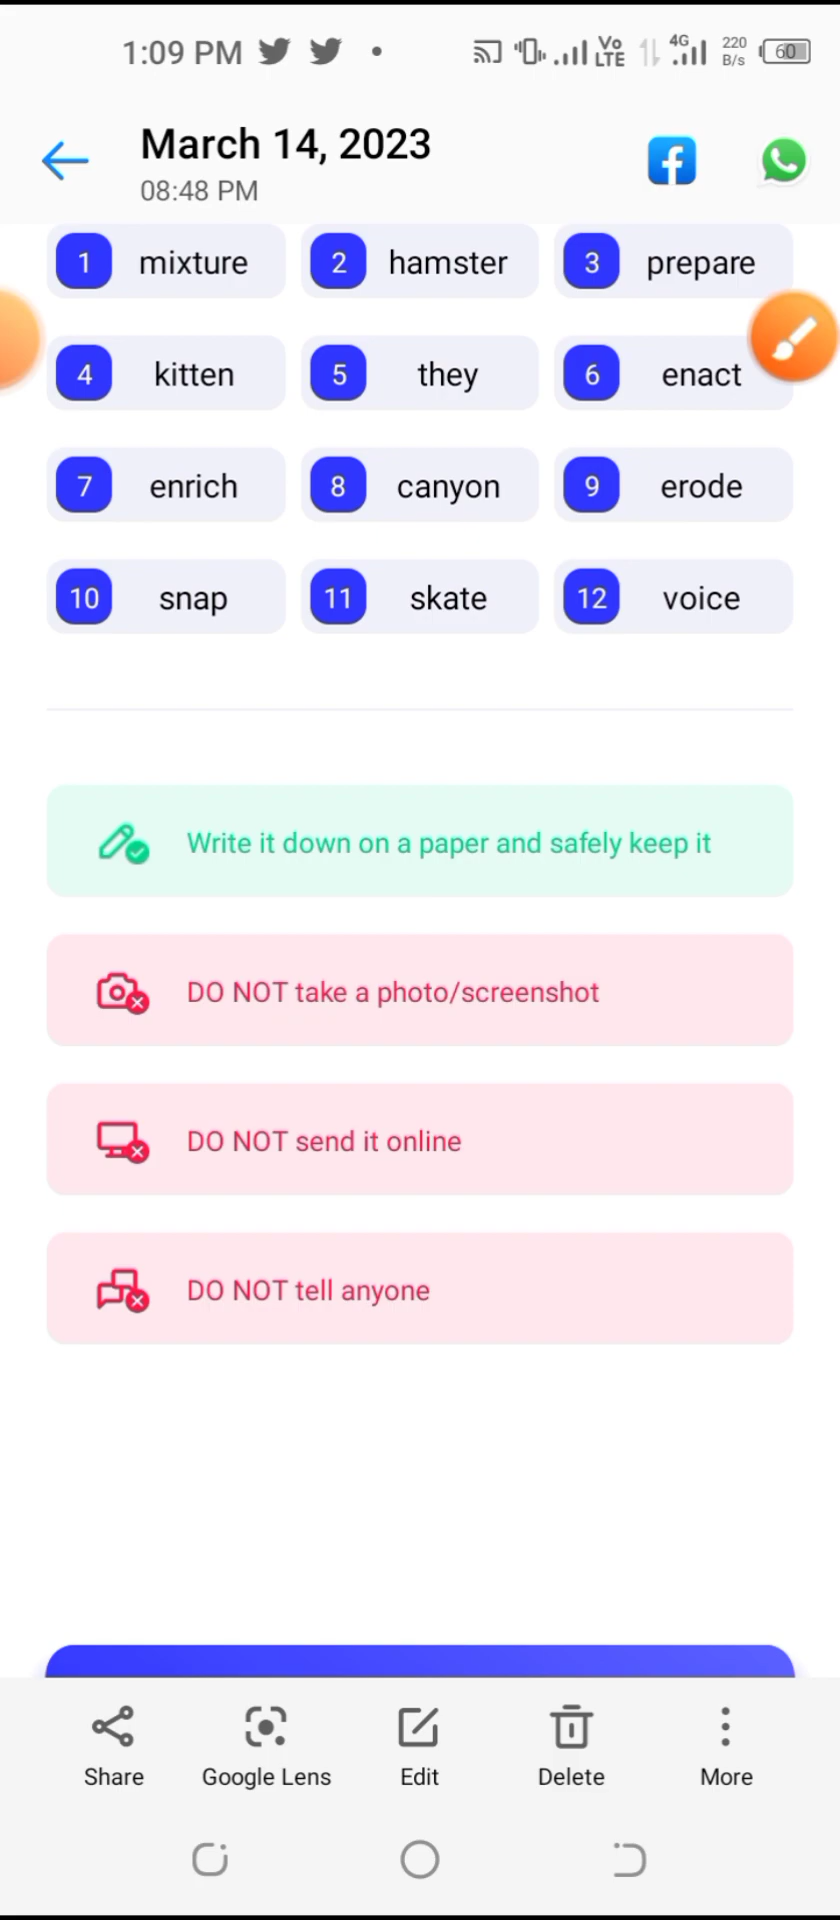 1:09 PM
Vo LTE 4G 220 B/s 60
March 14, 2023
08:48 PM
1 mixture 2 hamster 3 prepare
4 kitten 5 they 6 enact
7 enrich 8 canyon 9 erode
10 snap 11 skate 12 voice
Write it down on a paper and safely keep it
DO NOT take a photo/screenshot
DO NOT send it online
DO NOT tell anyone
Share Google Lens Edit Delete More